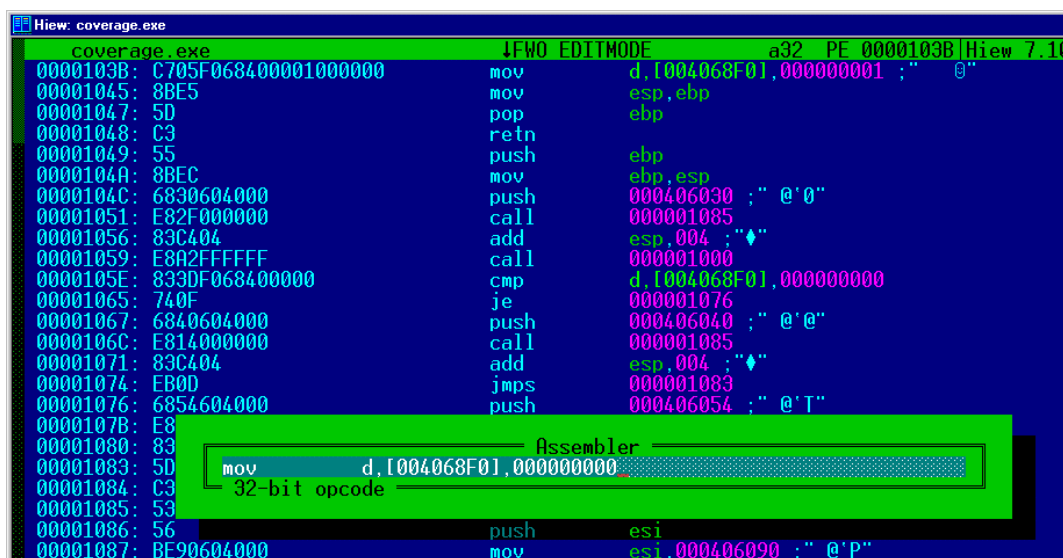 Hiew: coverage.exe
coverage.exe ↓FWO EDITMODE a32 PE 0000103B|Hiew 7.10
0000103B: C705F068400001000000 mov d,[004068F0],000000001 ;" ☺"
00001045: 8BE5 mov esp,ebp
00001047: 5D pop ebp
00001048: C3 retn
00001049: 55 push ebp
0000104A: 8BEC mov ebp,esp
0000104C: 6830604000 push 000406030 ;" @`0"
00001051: E82F000000 call 000001085
00001056: 83C404 add esp,004 ;"♦"
00001059: E8A2FFFFFF call 000001000
0000105E: 833DF068400000 cmp d,[004068F0],000000000
00001065: 740F je 000001076
00001067: 6840604000 push 000406040 ;" @`@"
0000106C: E814000000 call 000001085
00001071: 83C404 add esp,004 ;"♦"
00001074: EB0D jmps 000001083
00001076: 6854604000 push 000406054 ;" @`T"
0000107B: E8
00001080: 83
00001083: 5D
00001084: C3
00001085: 53
00001086: 56 push esi
00001087: BE90604000 mov esi,000406090 ;" @`P"
Assembler
mov d,[004068F0],000000000
32-bit opcode